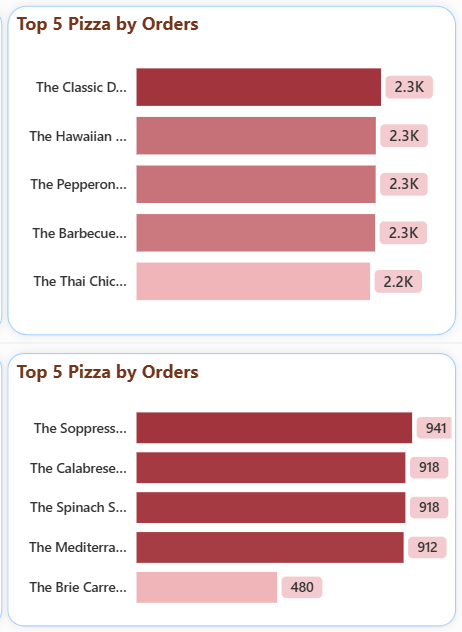 Top 5 Pizza by Orders
The Classic D... 2.3K
The Hawaiian ... 2.3K
The Pepperon... 2.3K
The Barbecue... 2.3K
The Thai Chic... 2.2K
Top 5 Pizza by Orders
The Soppress... 941
The Calabrese... 918
The Spinach S... 918
The Mediterra... 912
The Brie Carre... 480